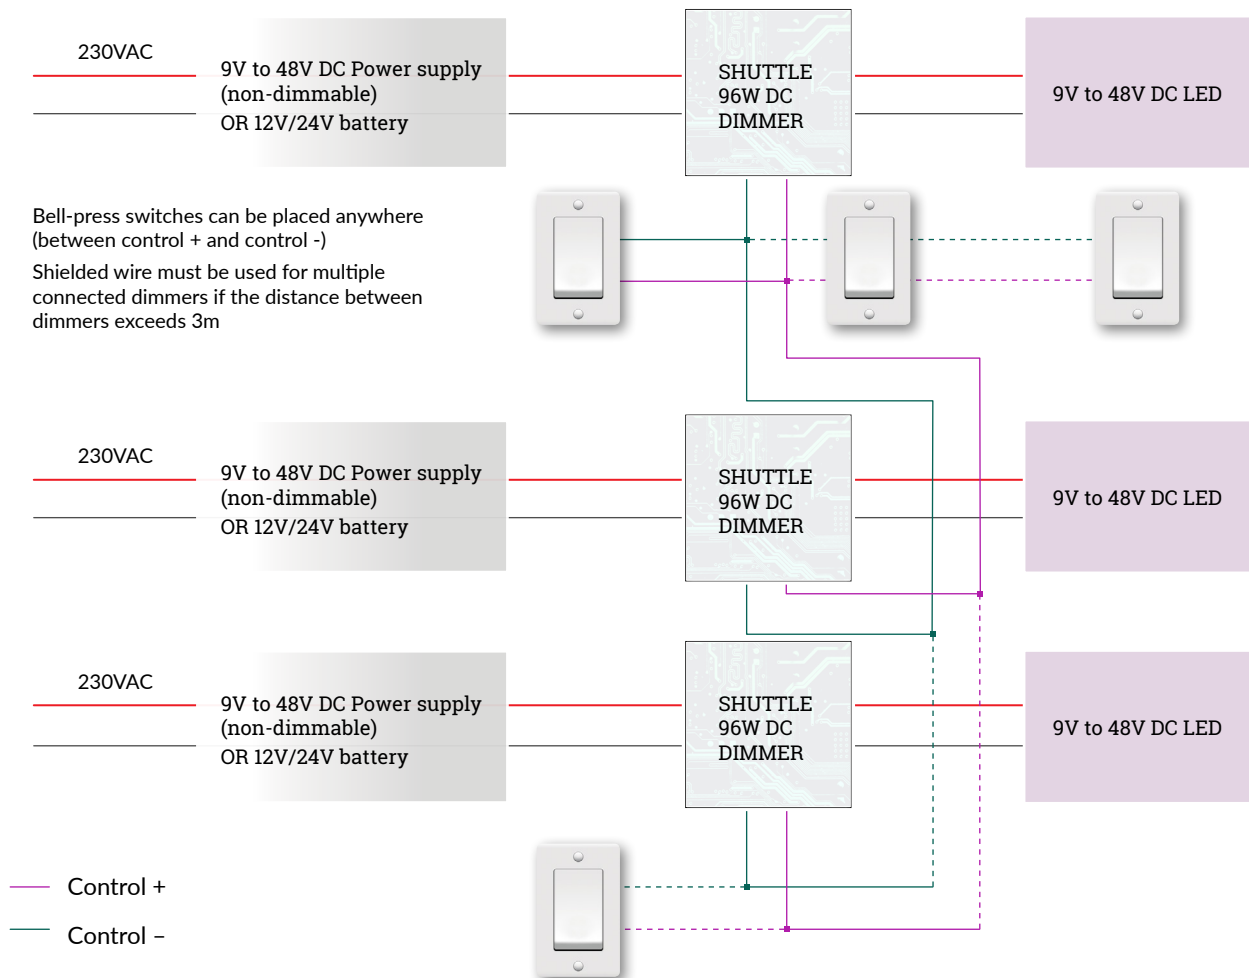 230VAC
9V to 48V DC Power supply
(non-dimmable)
OR 12V/24V battery
SHUTTLE
96W DC
DIMMER
9V to 48V DC LED
Bell-press switches can be placed anywhere
(between control + and control -)
Shielded wire must be used for multiple
connected dimmers if the distance between
dimmers exceeds 3m
230VAC
9V to 48V DC Power supply
(non-dimmable)
OR 12V/24V battery
SHUTTLE
96W DC
DIMMER
9V to 48V DC LED
230VAC
9V to 48V DC Power supply
(non-dimmable)
OR 12V/24V battery
SHUTTLE
96W DC
DIMMER
9V to 48V DC LED
Control +
Control –